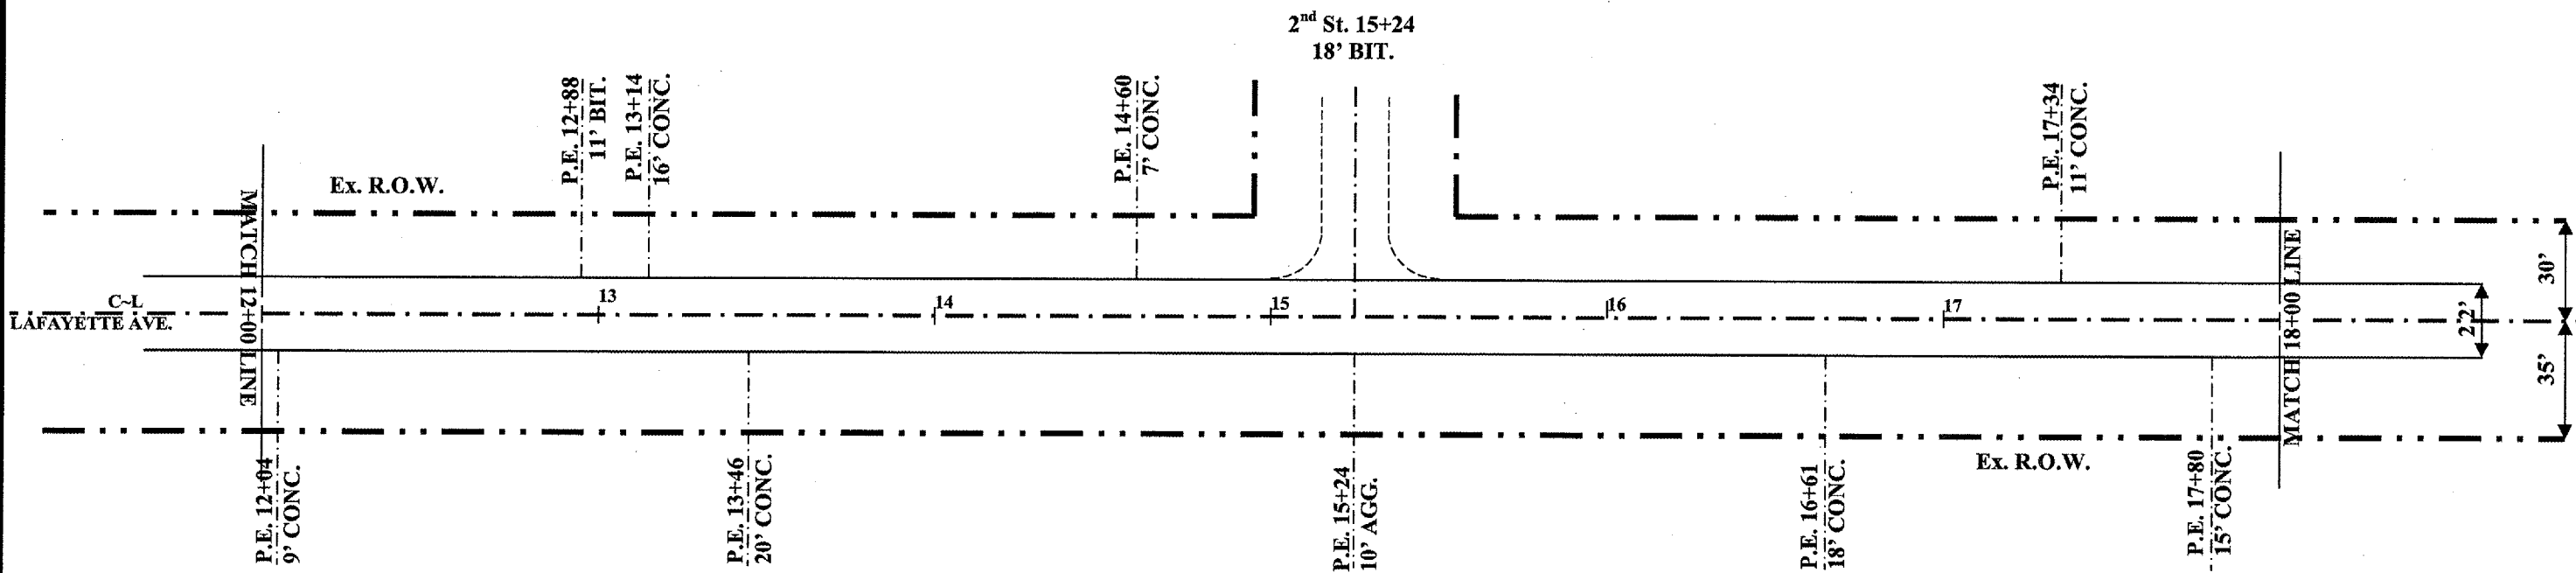 2nd St. 15+24
18' BIT.
P.E. 12+88
11' BIT.
P.E. 13+14
16' CONC.
P.E. 14+60
7' CONC.
P.E. 17+34
11' CONC.
Ex. R.O.W.
MATCH 12+00 LINE
MATCH 18+00 LINE
30'
C~L
LAFAYETTE AVE.
13
14
15
16
17
22'
35'
Ex. R.O.W.
P.E. 12+04
9' CONC.
P.E. 13+46
20' CONC.
P.E. 15+24
10' AGG.
P.E. 16+61
18' CONC.
P.E. 17+80
15' CONC.